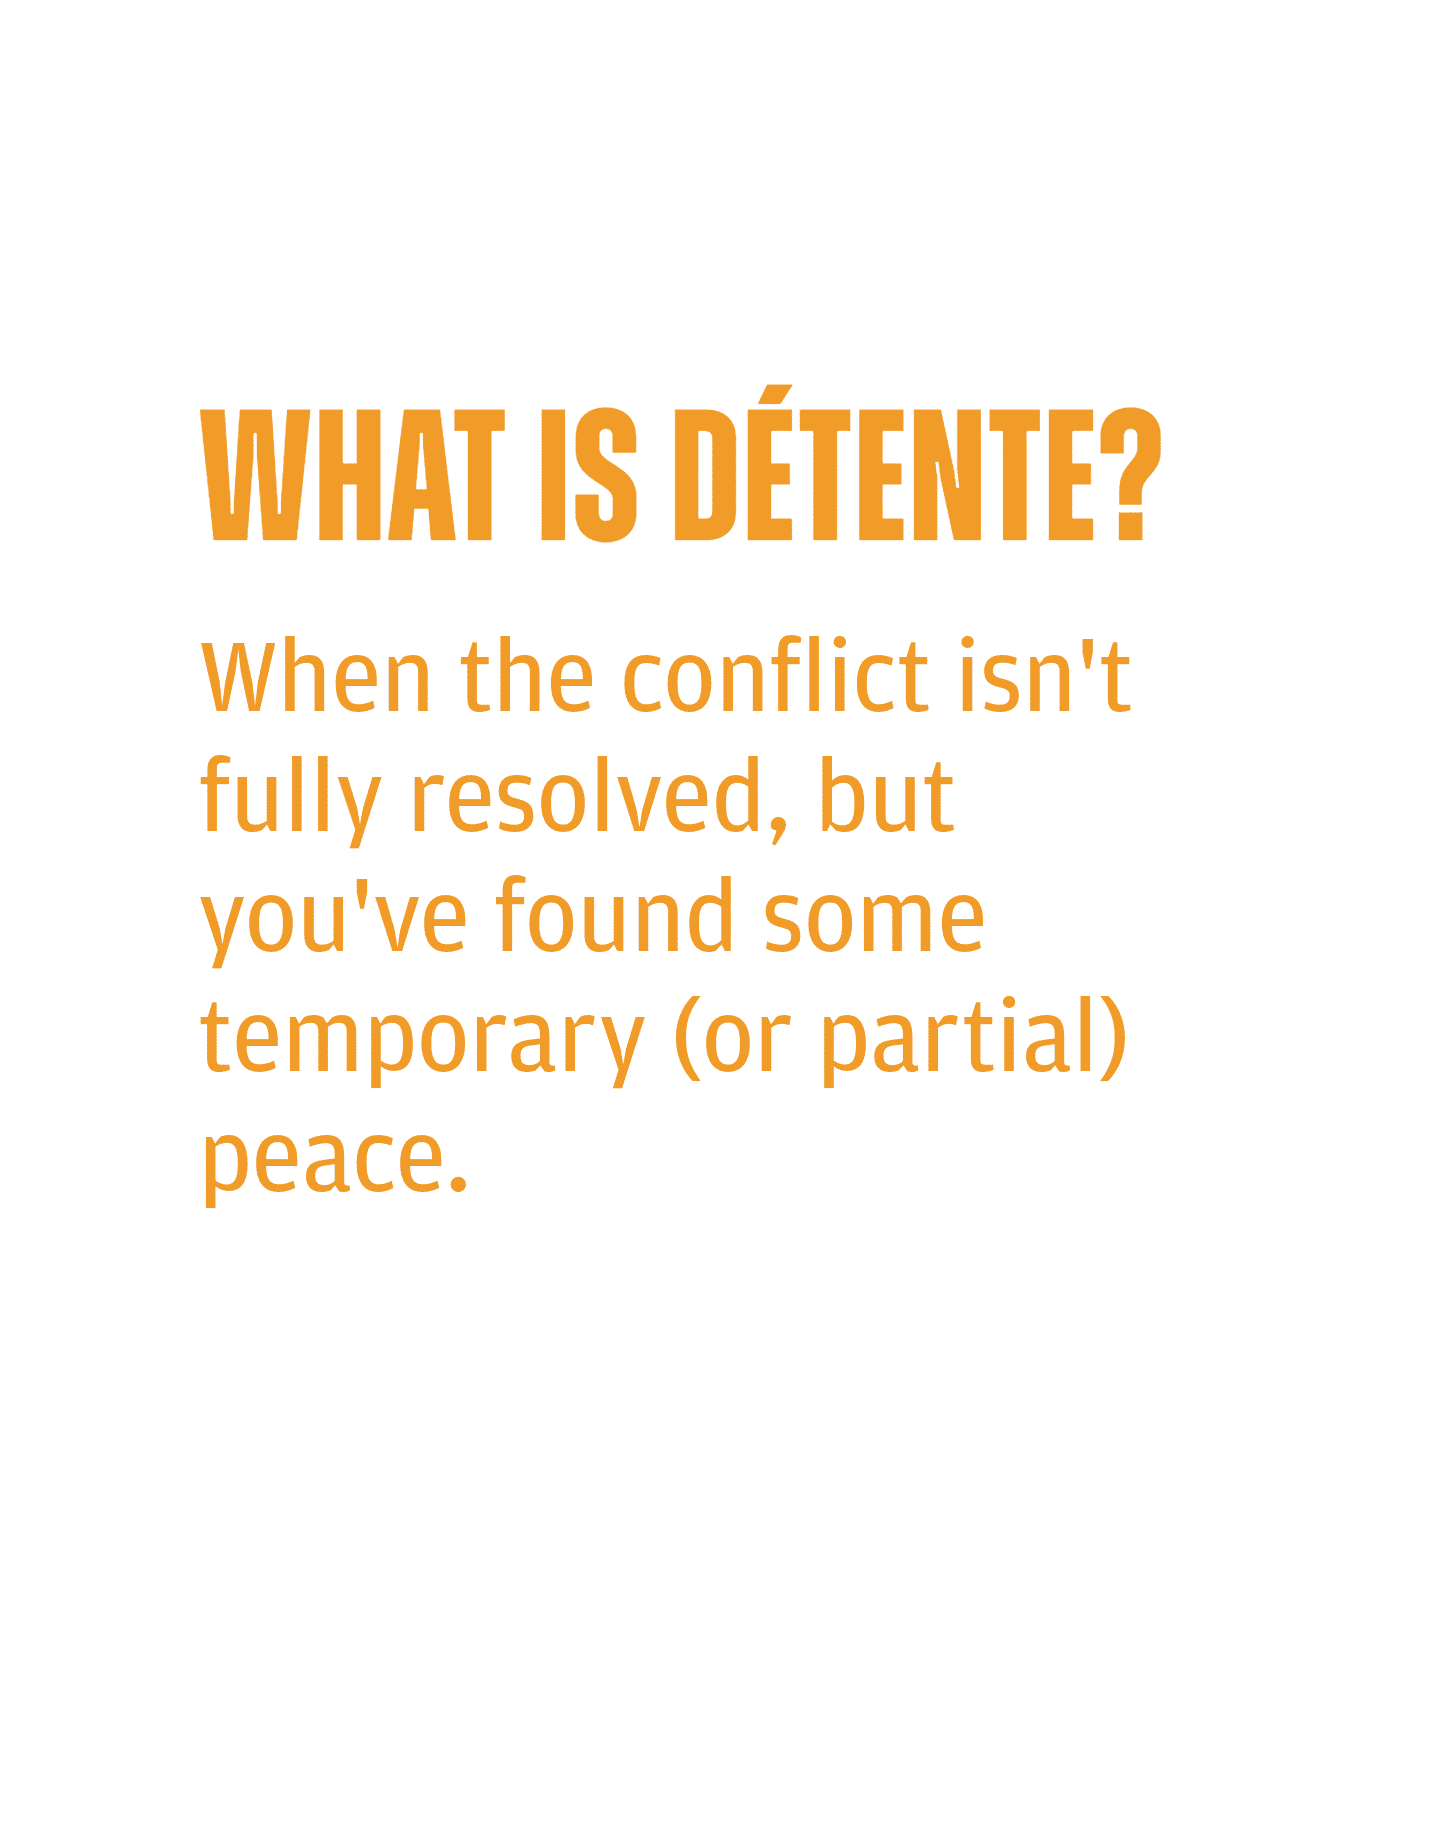 WHAT IS DÉTENTE?
When the conflict isn't
fully resolved, but
you've found some
temporary (or partial)
peace.